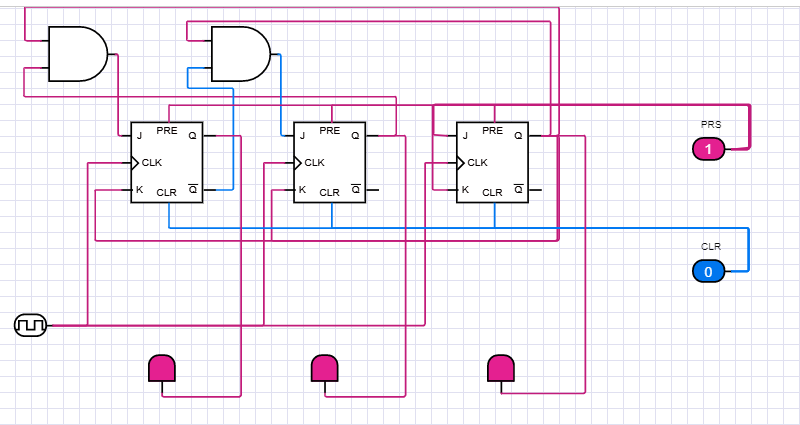 PRS
1
J PRE Q
CLK
K CLR Q̅
J PRE Q
CLK
K CLR Q̅
J PRE Q
CLK
K CLR Q̅
CLR
0